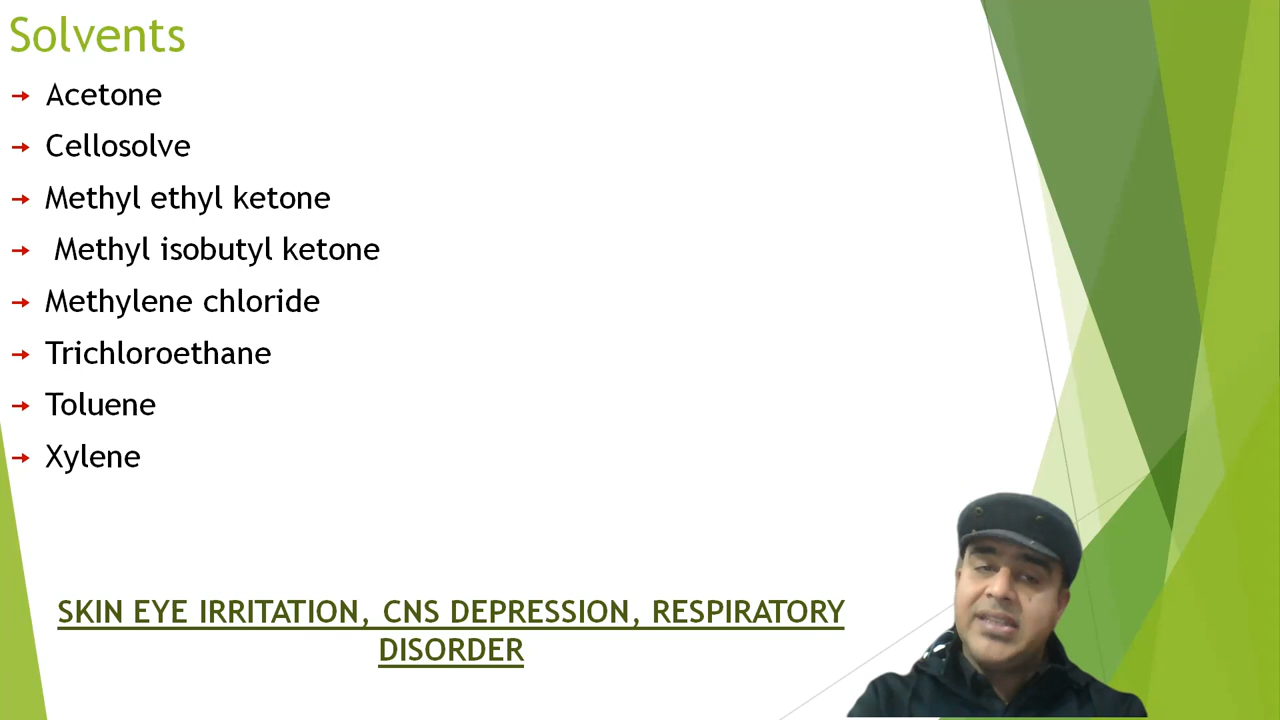 Solvents
→ Acetone
→ Cellosolve
→ Methyl ethyl ketone
→ Methyl isobutyl ketone
→ Methylene chloride
→ Trichloroethane
→ Toluene
→ Xylene
SKIN EYE IRRITATION, CNS DEPRESSION, RESPIRATORY
DISORDER